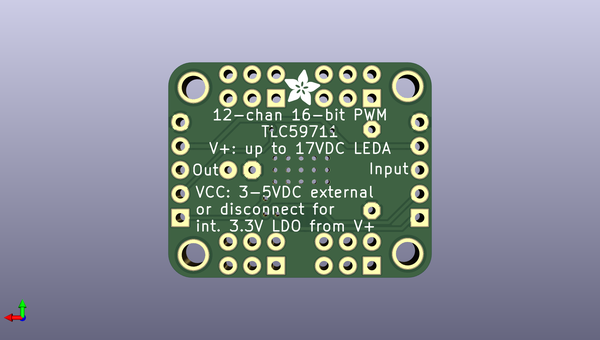 12-chan 16-bit PWM
TLC59711
V+: up to 17VDC LEDA
Out Input
VCC: 3-5VDC external
or disconnect for
int. 3.3V LDO from V+